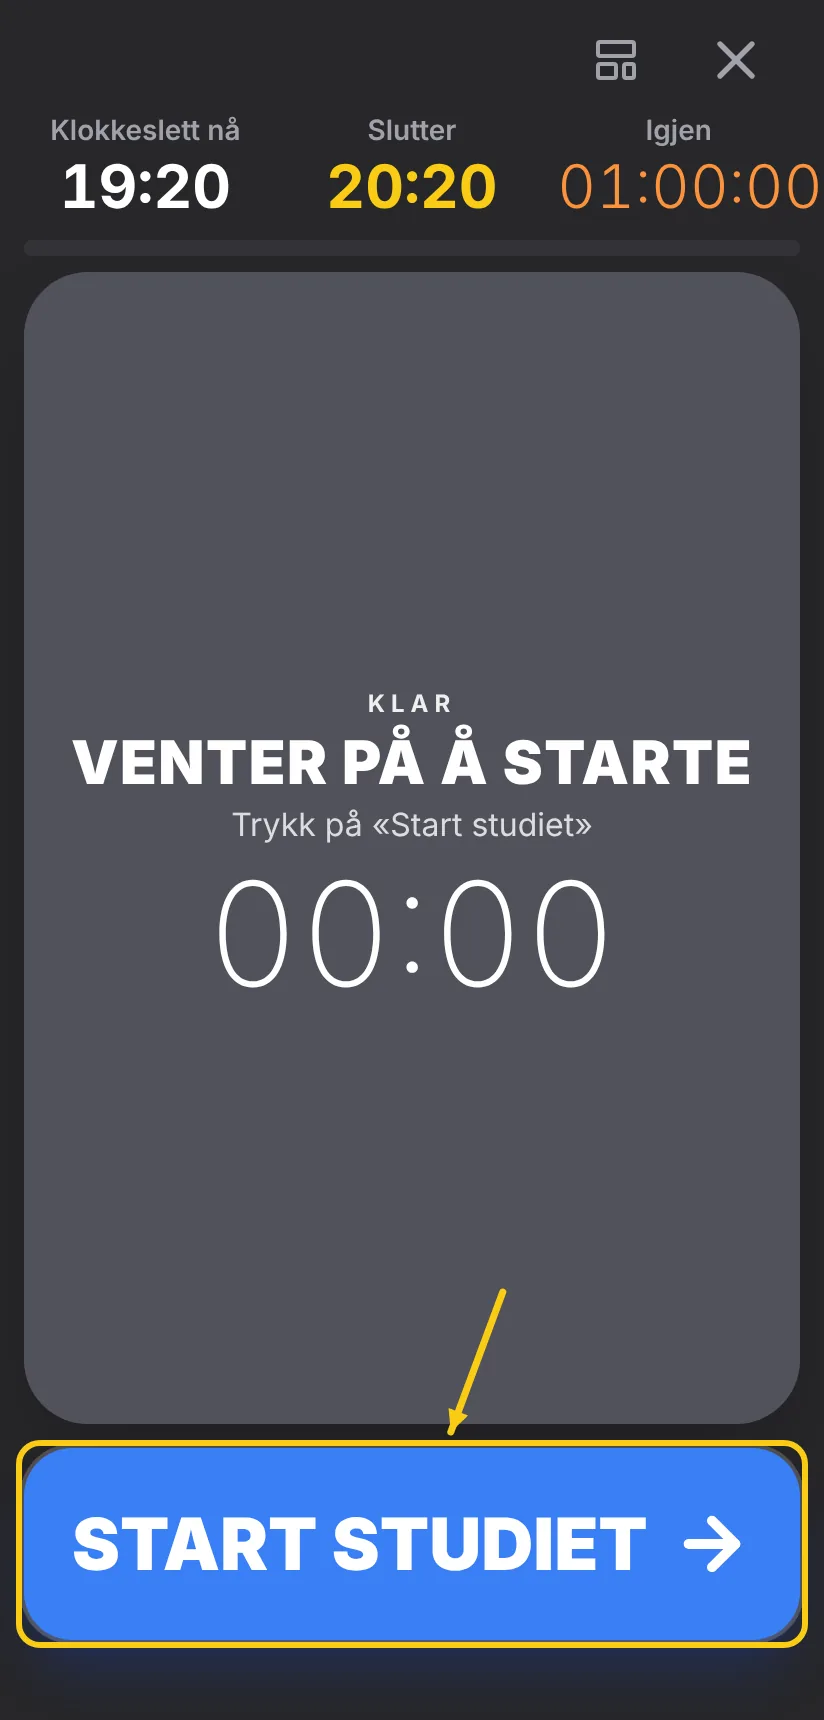 Klokkeslett nå
19:20
Slutter
20:20
Igjen
01:00:00
KLAR
VENTER PÅ Å STARTE
Trykk på «Start studiet»
00:00
START STUDIET →